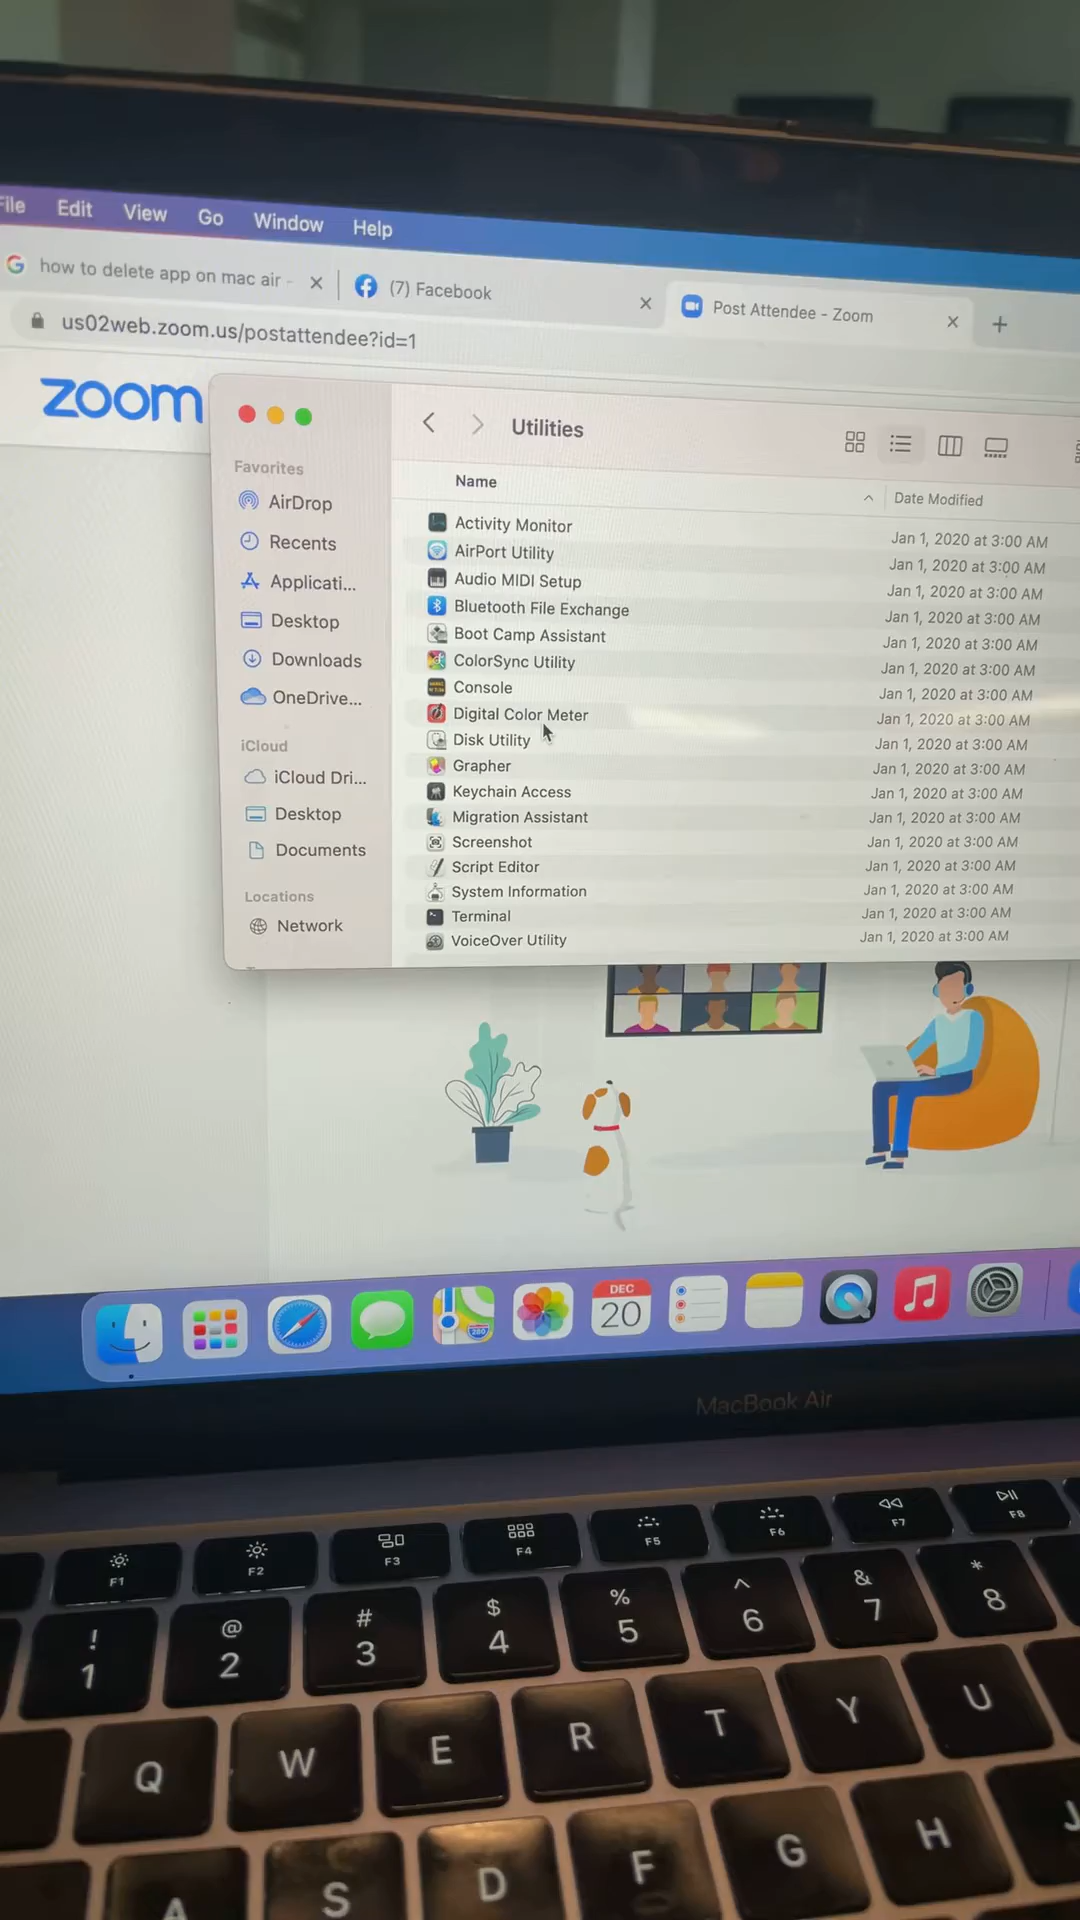 File Edit View Go Window Help
how to delete app on mac air -
(7) Facebook
Post Attendee - Zoom
us02web.zoom.us/postattendee?id=1
zoom
Utilities
Favorites
AirDrop
Recents
Applicati...
Desktop
Downloads
OneDrive...
iCloud
iCloud Dri...
Desktop
Documents
Locations
Network
Name Date Modified
Activity Monitor Jan 1, 2020 at 3:00 AM
AirPort Utility Jan 1, 2020 at 3:00 AM
Audio MIDI Setup Jan 1, 2020 at 3:00 AM
Bluetooth File Exchange Jan 1, 2020 at 3:00 AM
Boot Camp Assistant Jan 1, 2020 at 3:00 AM
ColorSync Utility Jan 1, 2020 at 3:00 AM
Console Jan 1, 2020 at 3:00 AM
Digital Color Meter Jan 1, 2020 at 3:00 AM
Disk Utility Jan 1, 2020 at 3:00 AM
Grapher Jan 1, 2020 at 3:00 AM
Keychain Access Jan 1, 2020 at 3:00 AM
Migration Assistant Jan 1, 2020 at 3:00 AM
Screenshot Jan 1, 2020 at 3:00 AM
Script Editor Jan 1, 2020 at 3:00 AM
System Information Jan 1, 2020 at 3:00 AM
Terminal Jan 1, 2020 at 3:00 AM
VoiceOver Utility Jan 1, 2020 at 3:00 AM
DEC
20
280
MacBook Air
F1 F2 F3 F4 F5 F6 F7 F8
! @ # $ % ^ & *
1 2 3 4 5 6 7 8
Q W E R T Y U
A S D F G H J